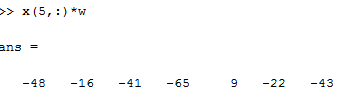 >> x(5,:)*w
ans =
-48 -16 -41 -65 9 -22 -43